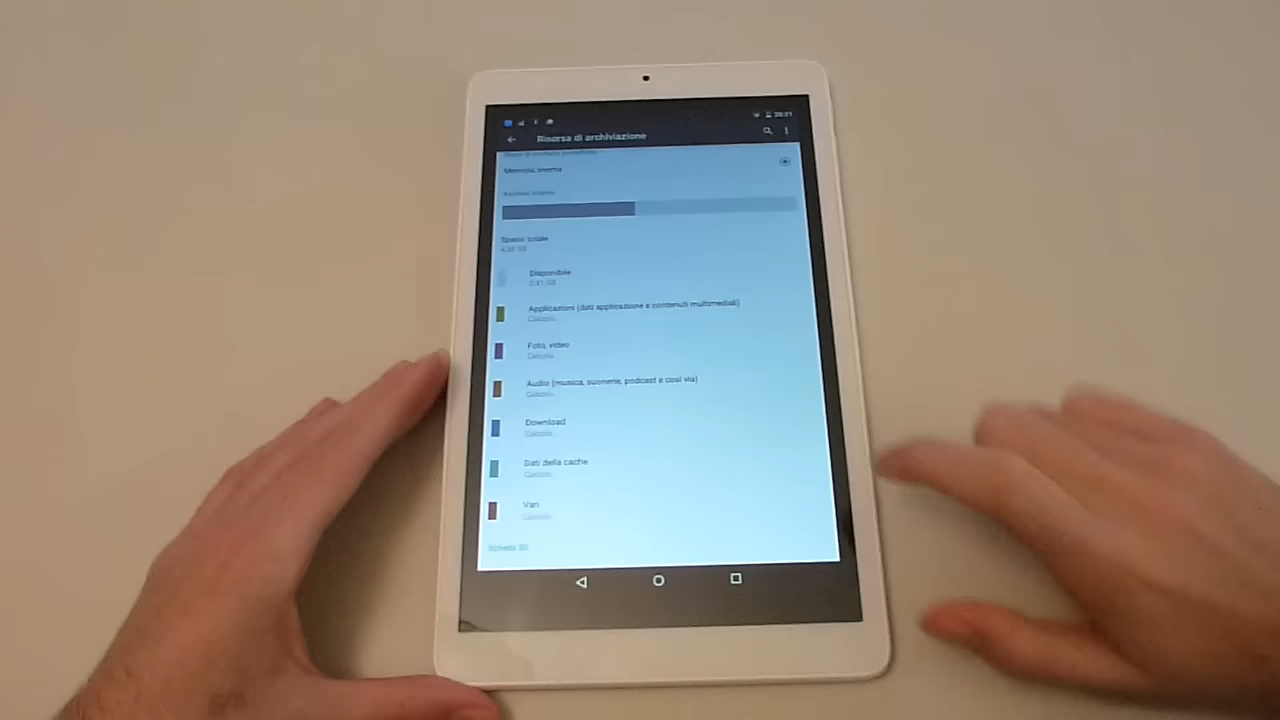 Risorsa di archiviazione
Memoria interna
Spazio totale
Disponibile
Applicazioni (dati applicazione e contenuti multimediali)
Calcolo...
Foto, video
Calcolo...
Audio (musica, suonerie, podcast e così via)
Calcolo...
Download
Calcolo...
Dati della cache
Calcolo...
Vari
Calcolo...
Scheda SD